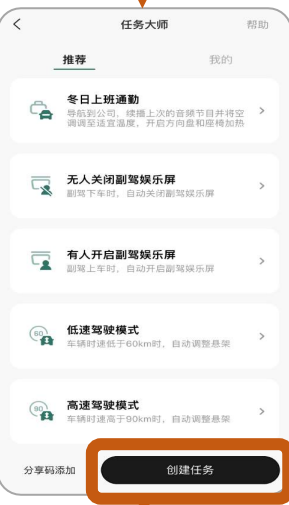 任务大师 帮助
推荐 我的
冬日上班通勤
导航到公司，续播上次的音频节目并将空
调调至适宜温度，开启方向盘和座椅加热
无人关闭副驾娱乐屏
副驾下车时，自动关闭副驾娱乐屏
有人开启副驾娱乐屏
副驾上车时，自动开启副驾娱乐屏
60
低速驾驶模式
车辆时速低于60km时，自动调整悬架
90
高速驾驶模式
车辆时速高于90km时，自动调整悬架
分享码添加 创建任务